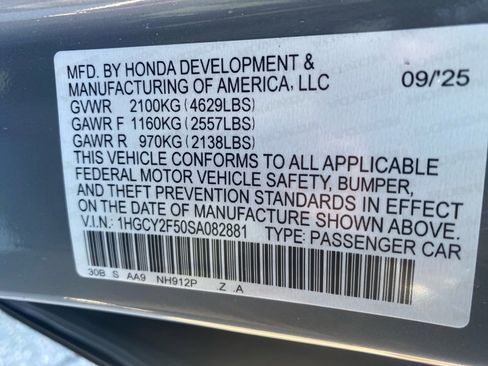 MFD. BY HONDA DEVELOPMENT &
MANUFACTURING OF AMERICA, LLC 09/'25
GVWR 2100KG (4629LBS)
GAWR F 1160KG (2557LBS)
GAWR R 970KG (2138LBS)
THIS VEHICLE CONFORMS TO ALL APPLICABLE
FEDERAL MOTOR VEHICLE SAFETY, BUMPER,
AND THEFT PREVENTION STANDARDS IN EFFECT
ON THE DATE OF MANUFACTURE SHOWN ABOVE.
V.I.N.: 1HGCY2F50SA082881 TYPE: PASSENGER CAR
30B S AA9 NH912P .Z .A